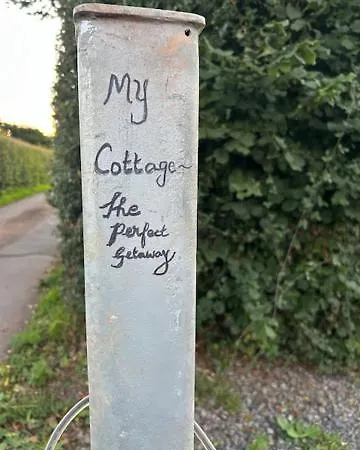 My
Cottage~
The
Perfect
Getaway